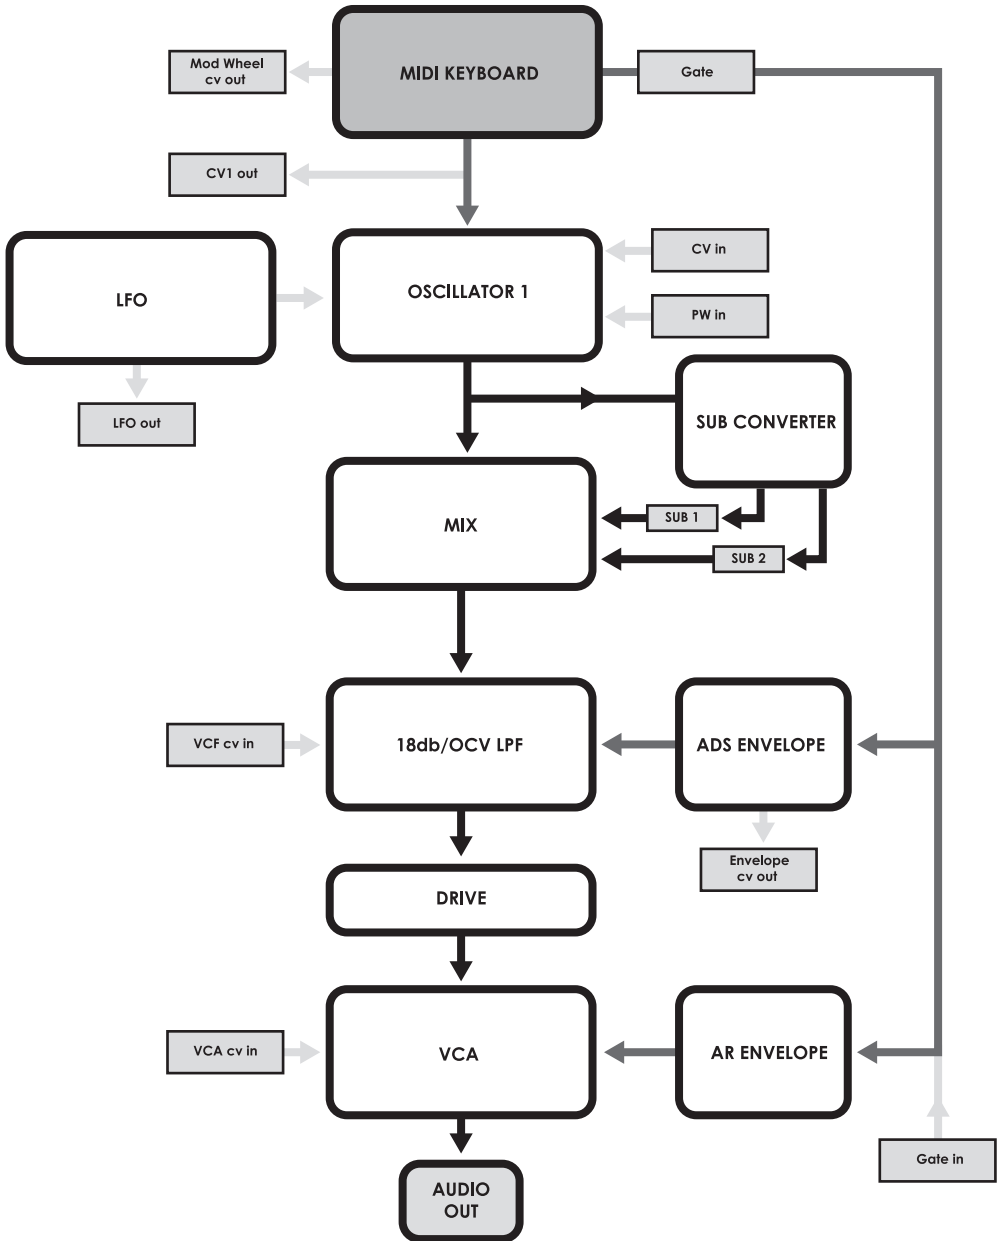 Mod Wheel
cv out
MIDI KEYBOARD
Gate
CV1 out
LFO
OSCILLATOR 1
CV in
PW in
LFO out
SUB CONVERTER
MIX
SUB 1
SUB 2
VCF cv in
18db/OCV LPF
ADS ENVELOPE
Envelope
cv out
DRIVE
VCA cv in
VCA
AR ENVELOPE
Gate in
AUDIO
OUT